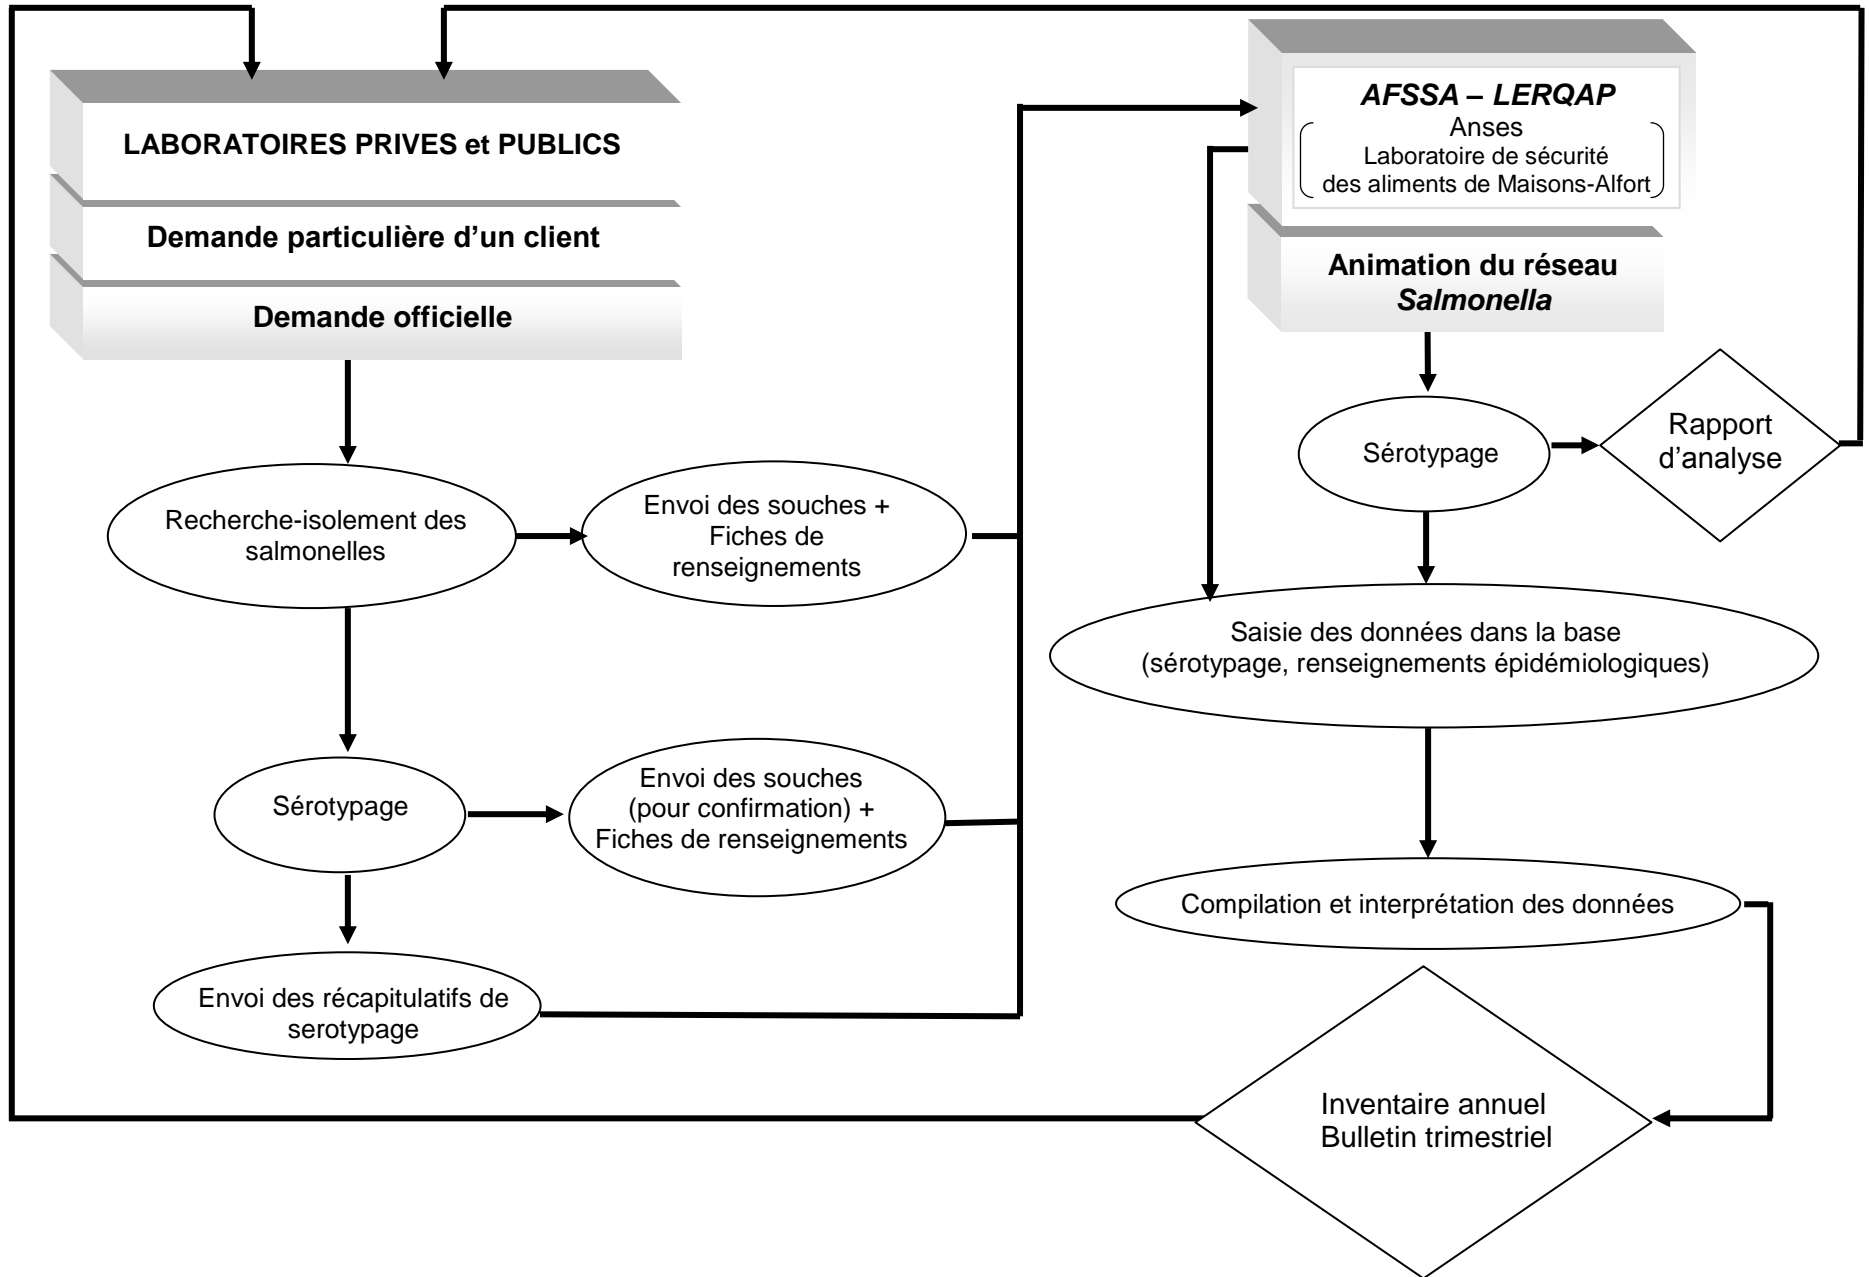 LABORATOIRES PRIVES et PUBLICS
Demande particulière d’un client
Demande officielle
Recherche-isolement des
salmonelles
Envoi des souches +
Fiches de
renseignements
Sérotypage
Envoi des souches
(pour confirmation) +
Fiches de renseignements
Envoi des récapitulatifs de
serotypage
AFSSA – LERQAP
Anses
Laboratoire de sécurité
des aliments de Maisons-Alfort
Animation du réseau
Salmonella
Sérotypage
Rapport
d’analyse
Saisie des données dans la base
(sérotypage, renseignements épidémiologiques)
Compilation et interprétation des données
Inventaire annuel
Bulletin trimestriel